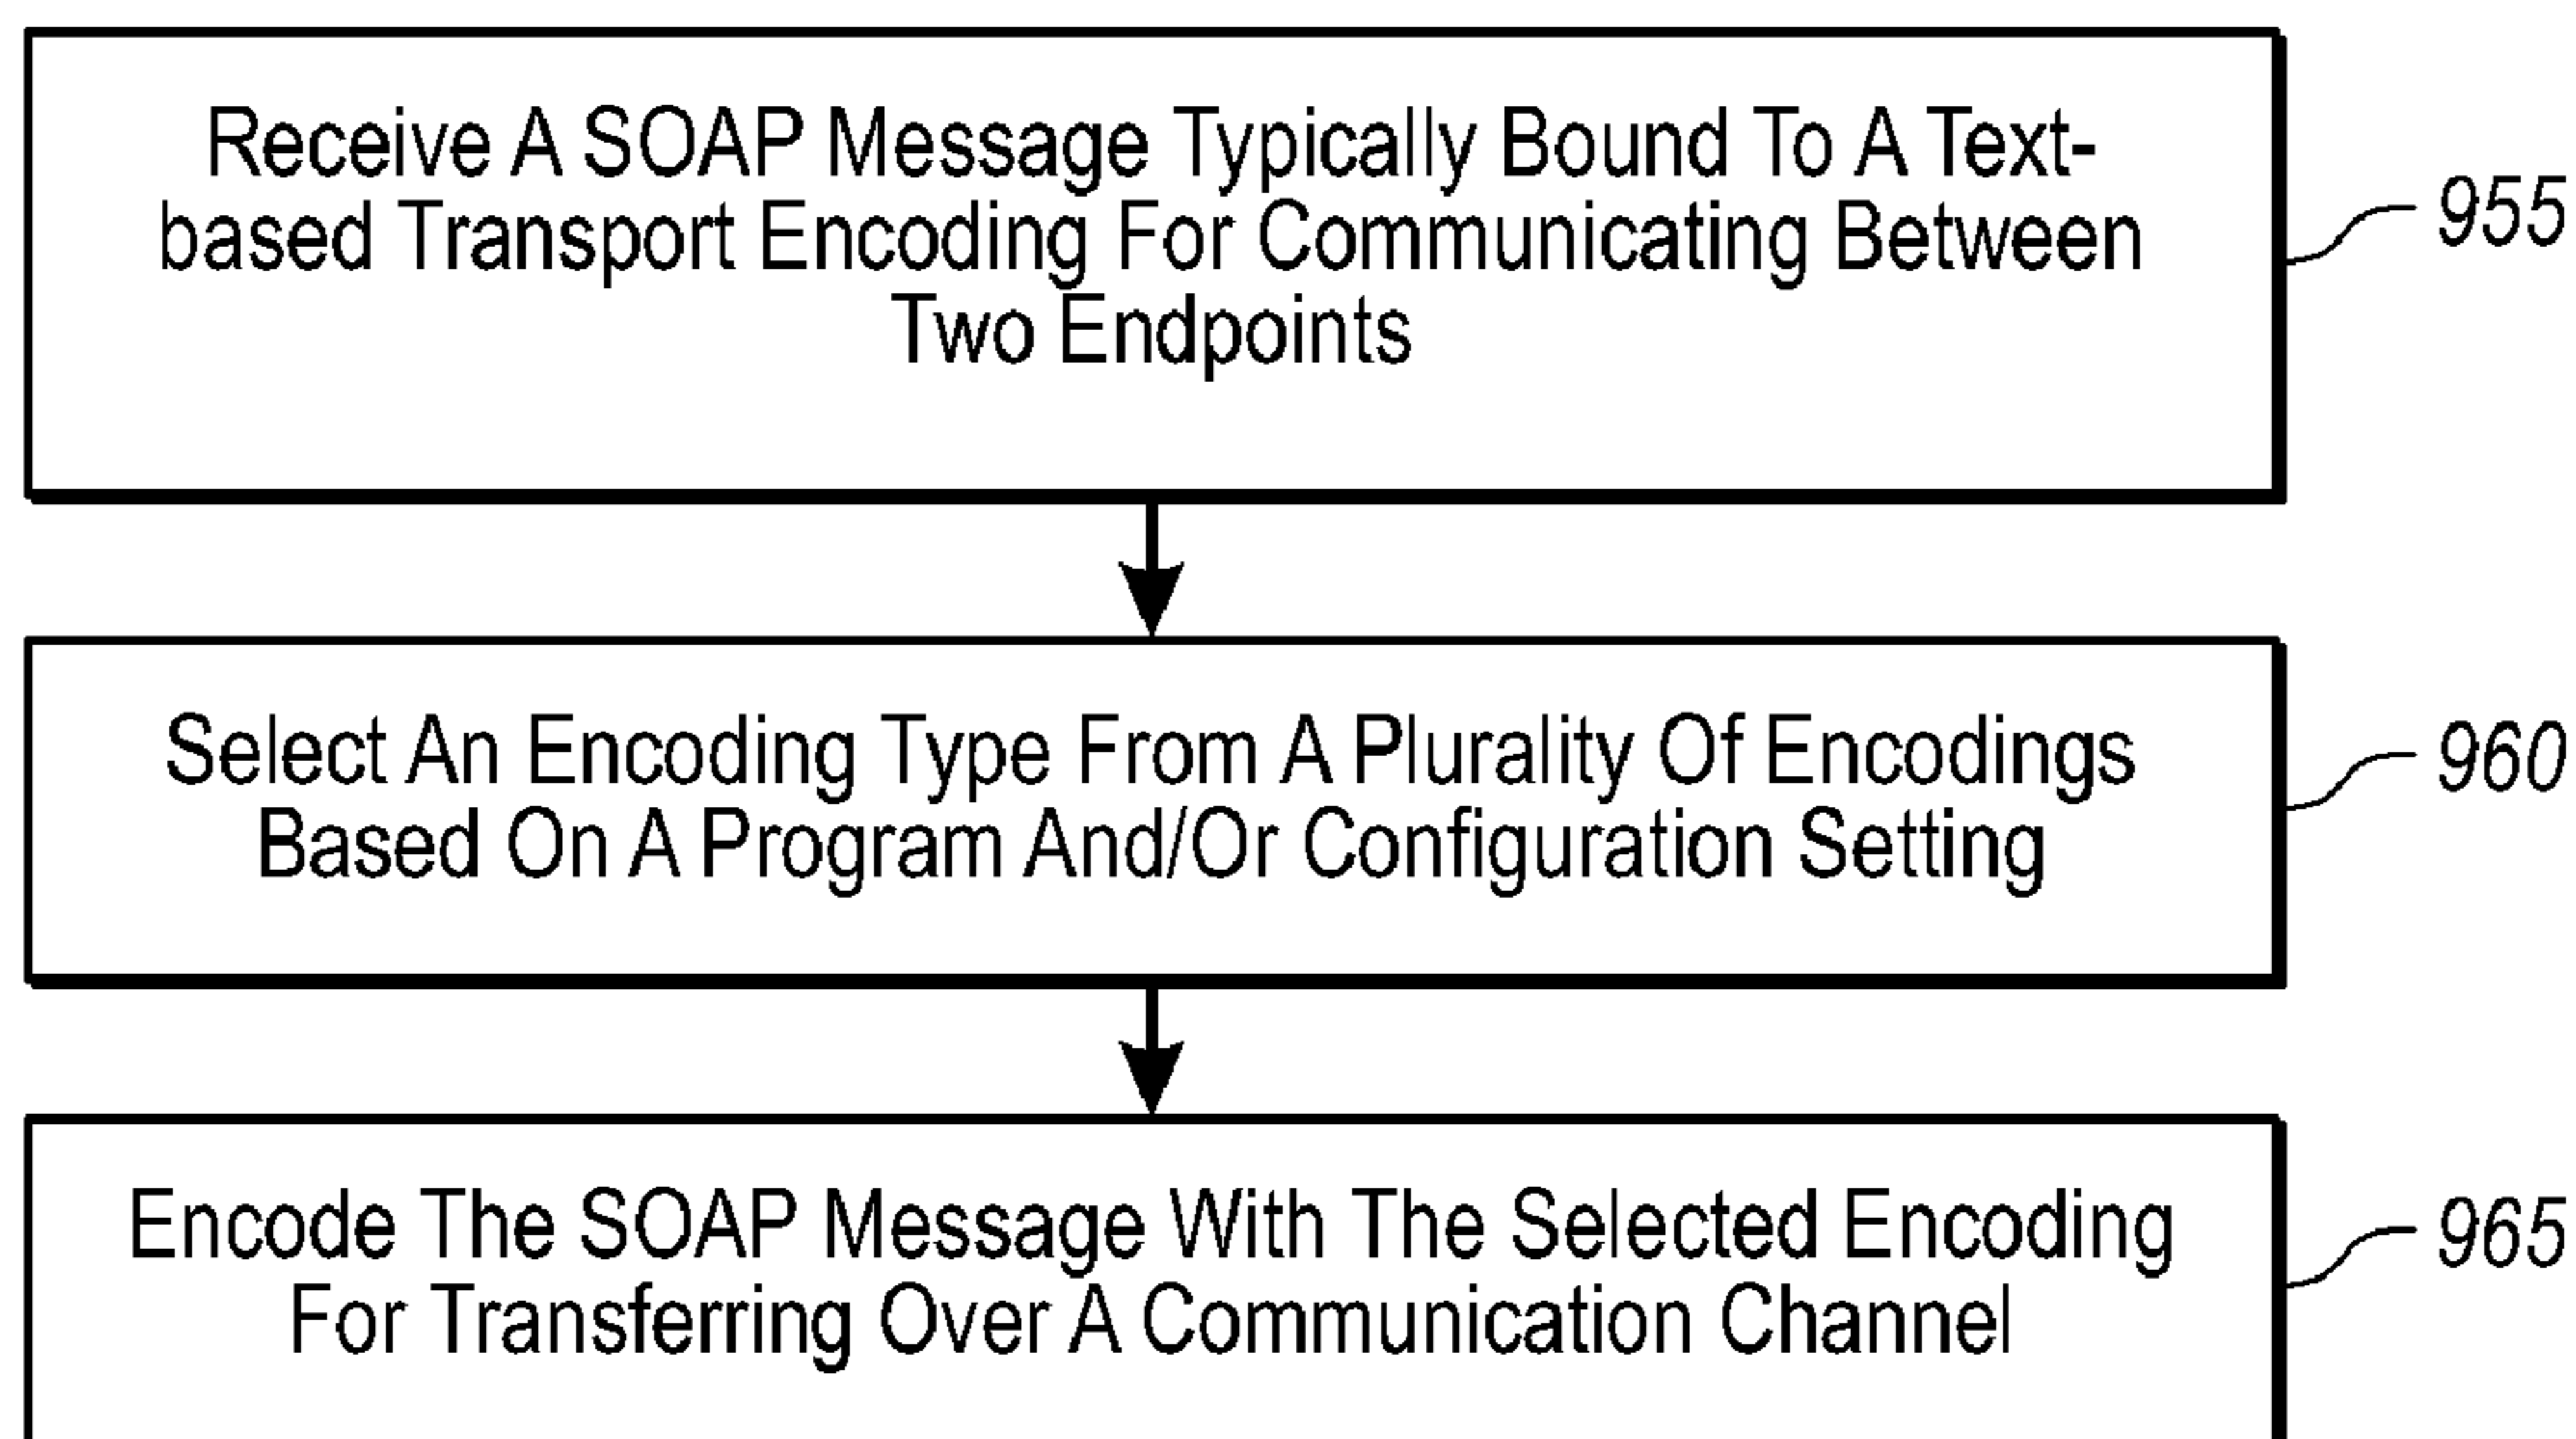 Receive A SOAP Message Typically Bound To A Text-
based Transport Encoding For Communicating Between
Two Endpoints
955
Select An Encoding Type From A Plurality Of Encodings
Based On A Program And/Or Configuration Setting
960
Encode The SOAP Message With The Selected Encoding
For Transferring Over A Communication Channel
965